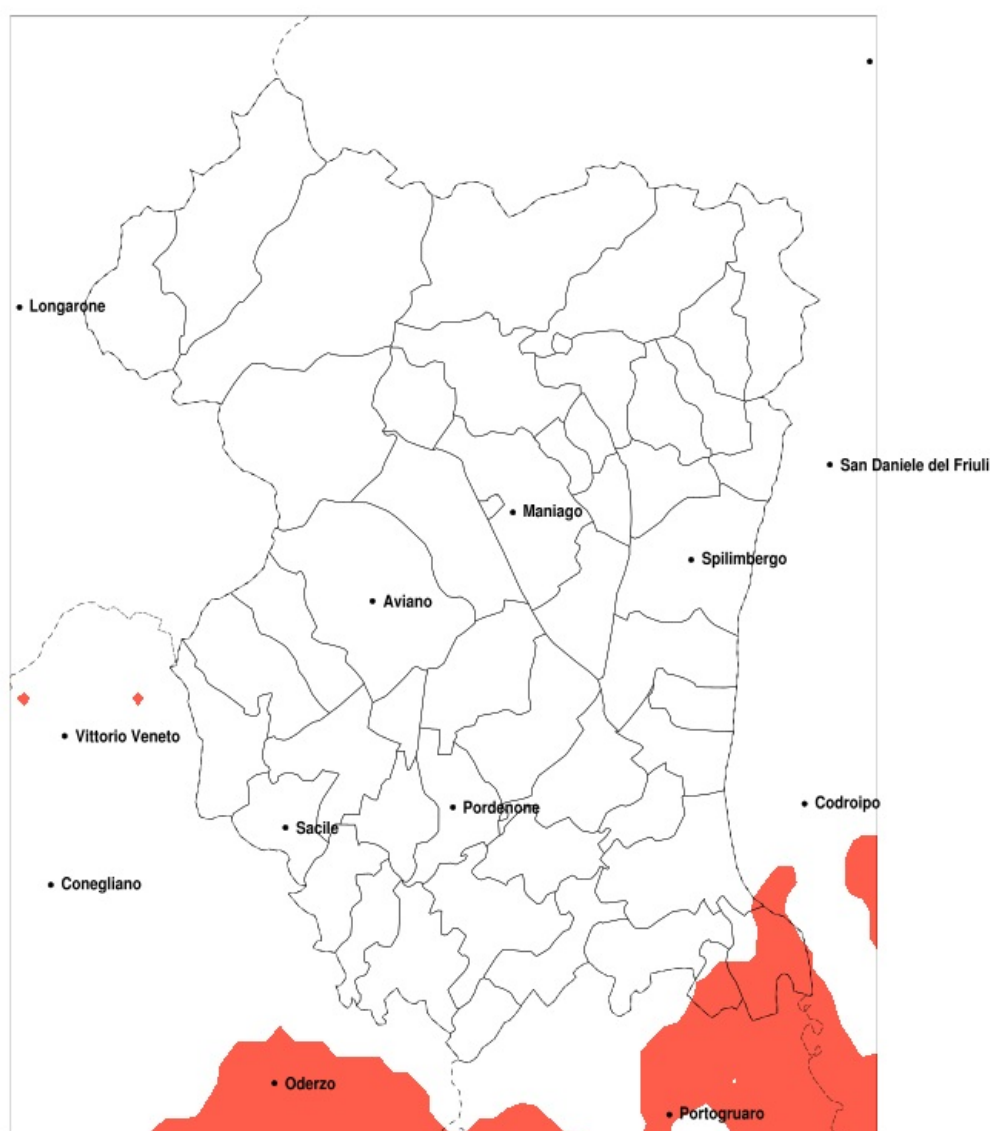 Longarone
San Daniele del Friuli
Maniago
Spilimbergo
Aviano
Vittorio Veneto
Codroipo
Pordenone
Sacile
Conegliano
Oderzo
Portogruaro